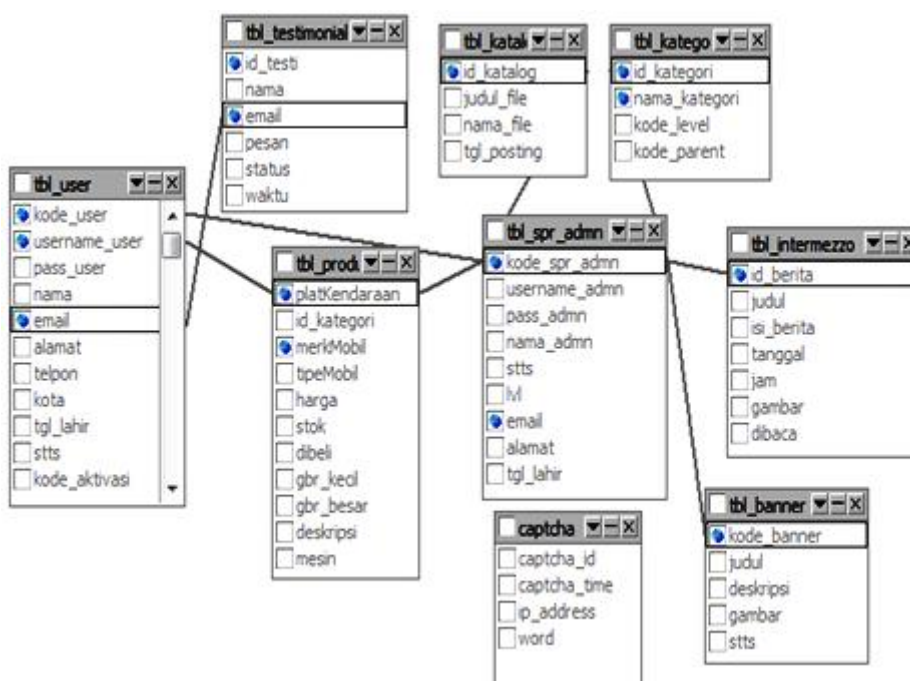 tbl_testimonial
id_testi
nama
email
pesan
status
waktu
tbl_katal
id_katalog
judul_file
nama_file
tgl_posting
tbl_katego
id_kategori
nama_kategori
kode_level
kode_parent
tbl_user
kode_user
username_user
pass_user
nama
email
alamat
telpon
kota
tgl_lahir
stts
kode_aktivasi
tbl_produ
platKendaraan
id_kategori
merkMobil
tipeMobil
harga
stok
dibeli
gbr_kecil
gbr_besar
deskripsi
mesin
tbl_spr_admn
kode_spr_admn
username_admn
pass_admn
nama_admn
stts
lvl
email
alamat
tgl_lahir
tbl_intermezzo
id_berita
judul
isi_berita
tanggal
jam
gambar
dibaca
captcha
captcha_id
captcha_time
ip_address
word
tbl_banner
kode_banner
judul
deskripsi
gambar
stts